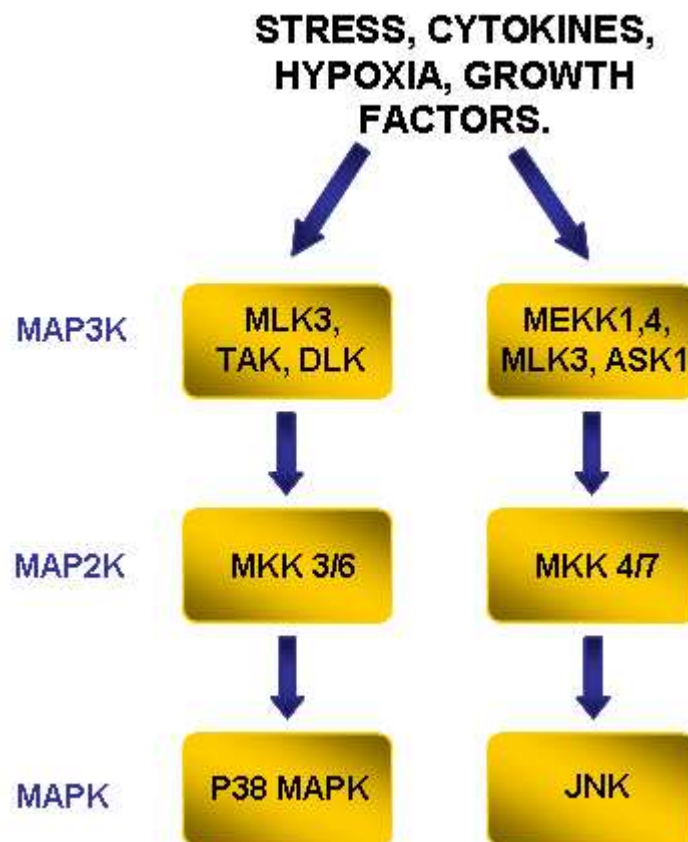 STRESS, CYTOKINES,
HYPOXIA, GROWTH
FACTORS.
MAP3K
MLK3,
TAK, DLK
MEKK1,4,
MLK3, ASK1
MAP2K
MKK 3/6
MKK 4/7
MAPK
P38 MAPK
JNK